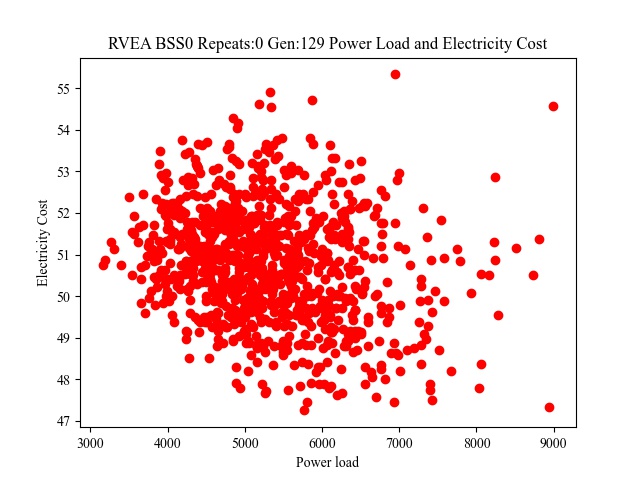 RVEA BSS0 Repeats:0 Gen:129 Power Load and Electricity Cost
55
54
53
52
51
50
49
48
47
Electricity Cost
3000 4000 5000 6000 7000 8000 9000
Power load